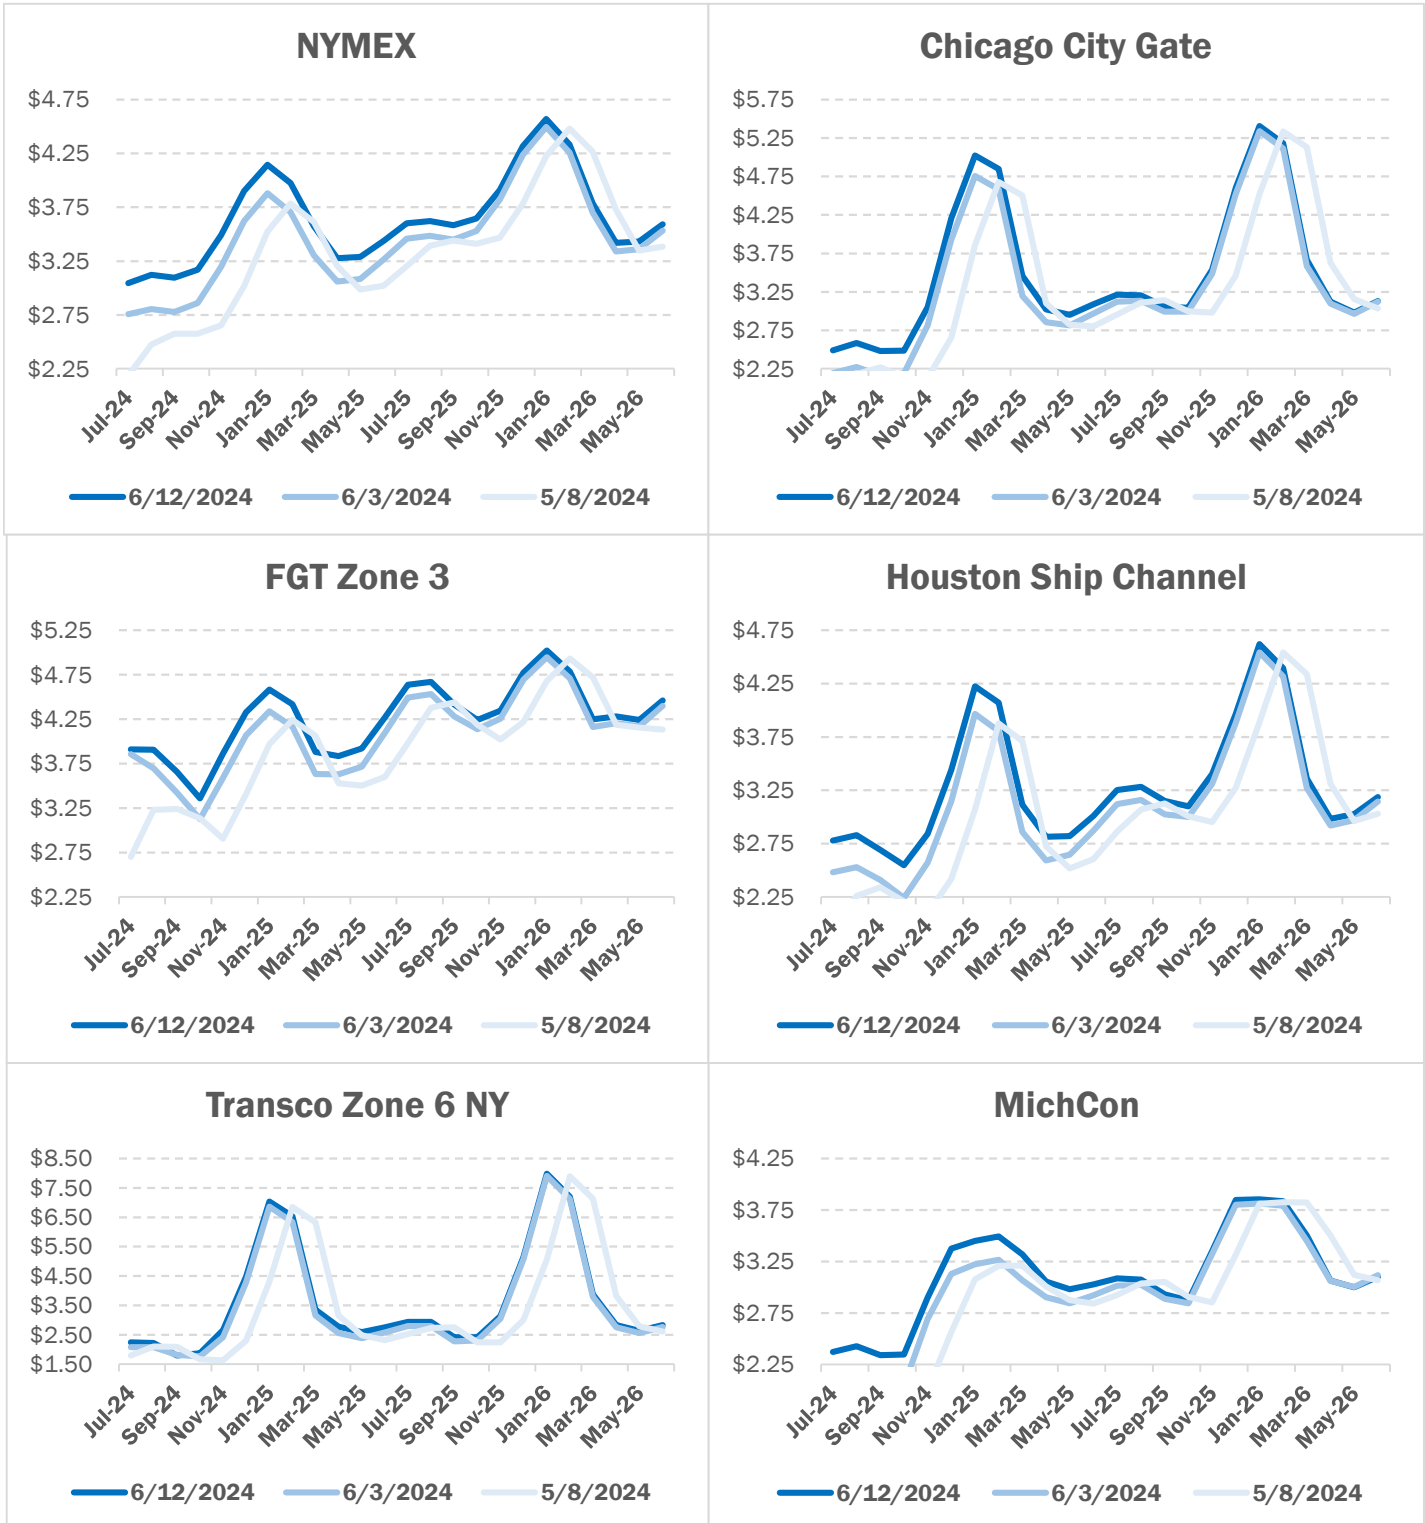 NYMEX
$4.75
$4.25
$3.75
$3.25
$2.75
$2.25
Jul-24 Sep-24 Nov-24 Jan-25 Mar-25 May-25 Jul-25 Sep-25 Nov-25 Jan-26 Mar-26 May-26
6/12/2024 6/3/2024 5/8/2024
Chicago City Gate
$5.75
$5.25
$4.75
$4.25
$3.75
$3.25
$2.75
$2.25
Jul-24 Sep-24 Nov-24 Jan-25 Mar-25 May-25 Jul-25 Sep-25 Nov-25 Jan-26 Mar-26 May-26
6/12/2024 6/3/2024 5/8/2024
FGT Zone 3
$5.25
$4.75
$4.25
$3.75
$3.25
$2.75
$2.25
Jul-24 Sep-24 Nov-24 Jan-25 Mar-25 May-25 Jul-25 Sep-25 Nov-25 Jan-26 Mar-26 May-26
6/12/2024 6/3/2024 5/8/2024
Houston Ship Channel
$4.75
$4.25
$3.75
$3.25
$2.75
$2.25
Jul-24 Sep-24 Nov-24 Jan-25 Mar-25 May-25 Jul-25 Sep-25 Nov-25 Jan-26 Mar-26 May-26
6/12/2024 6/3/2024 5/8/2024
Transco Zone 6 NY
$8.50
$7.50
$6.50
$5.50
$4.50
$3.50
$2.50
$1.50
Jul-24 Sep-24 Nov-24 Jan-25 Mar-25 May-25 Jul-25 Sep-25 Nov-25 Jan-26 Mar-26 May-26
6/12/2024 6/3/2024 5/8/2024
MichCon
$4.25
$3.75
$3.25
$2.75
$2.25
Jul-24 Sep-24 Nov-24 Jan-25 Mar-25 May-25 Jul-25 Sep-25 Nov-25 Jan-26 Mar-26 May-26
6/12/2024 6/3/2024 5/8/2024